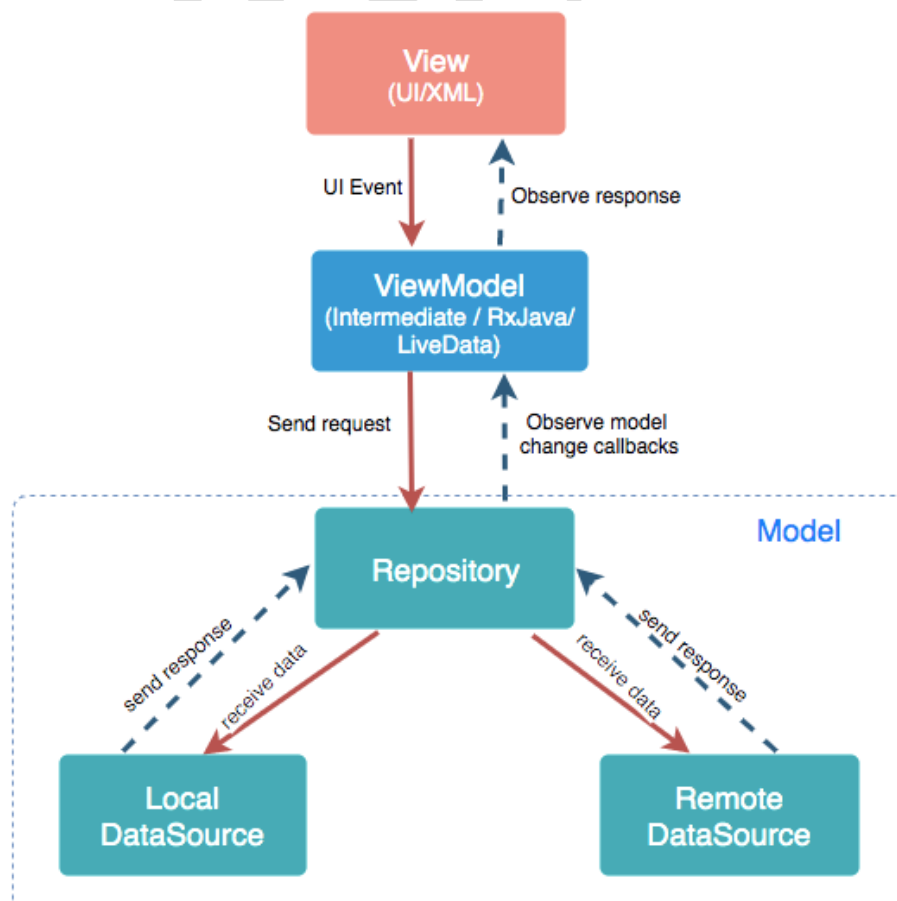 View
(UI/XML)
UI Event
Observe response
ViewModel
(Intermediate / RxJava/
LiveData)
Send request
Observe model
change callbacks
Model
Repository
send response
receive data
receive data
send response
Local
DataSource
Remote
DataSource